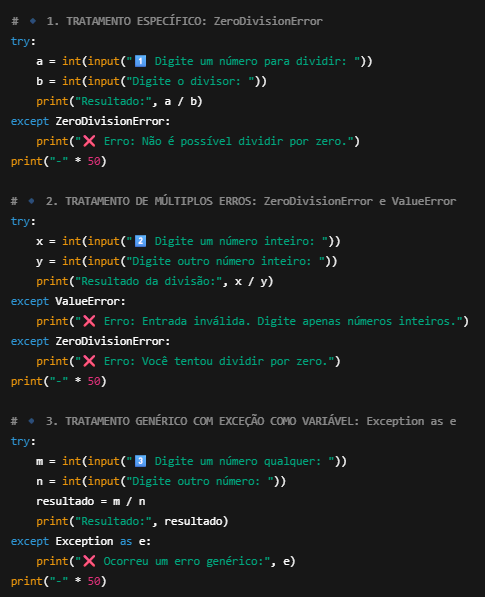 # 🔹 1. TRATAMENTO ESPECÍFICO: ZeroDivisionError
try:
    a = int(input("1️⃣ Digite um número para dividir: "))
    b = int(input("Digite o divisor: "))
    print("Resultado:", a / b)
except ZeroDivisionError:
    print("❌ Erro: Não é possível dividir por zero.")
print("-" * 50)
# 🔹 2. TRATAMENTO DE MÚLTIPLOS ERROS: ZeroDivisionError e ValueError
try:
    x = int(input("2️⃣ Digite um número inteiro: "))
    y = int(input("Digite outro número inteiro: "))
    print("Resultado da divisão:", x / y)
except ValueError:
    print("❌ Erro: Entrada inválida. Digite apenas números inteiros.")
except ZeroDivisionError:
    print("❌ Erro: Você tentou dividir por zero.")
print("-" * 50)
# 🔹 3. TRATAMENTO GENÉRICO COM EXCEÇÃO COMO VARIÁVEL: Exception as e
try:
    m = int(input("3️⃣ Digite um número qualquer: "))
    n = int(input("Digite outro número: "))
    resultado = m / n
    print("Resultado:", resultado)
except Exception as e:
    print("❌ Ocorreu um erro genérico:", e)
print("-" * 50)